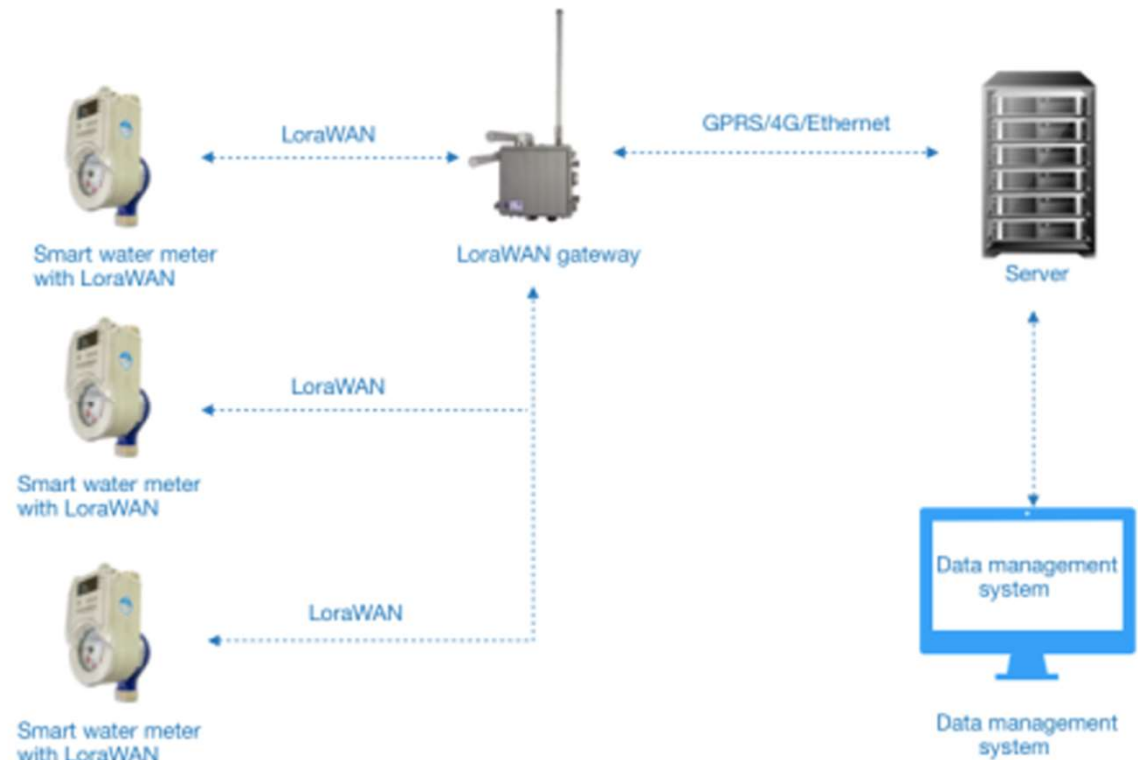 LoraWAN
GPRS/4G/Ethernet
Smart water meter
with LoraWAN
LoraWAN gateway
Server
LoraWAN
Smart water meter
with LoraWAN
Data management
system
LoraWAN
Smart water meter
with LoraWAN
Data management
system